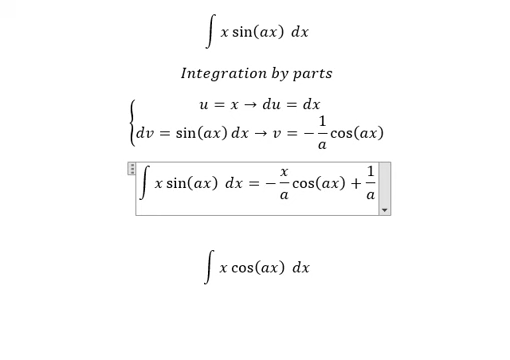 ∫ x sin(ax) dx
Integration by parts
{ u = x → du = dx
dv = sin(ax) dx → v = − 1/a cos(ax)
∫ x sin(ax) dx = − x/a cos(ax) + 1/a
∫ x cos(ax) dx